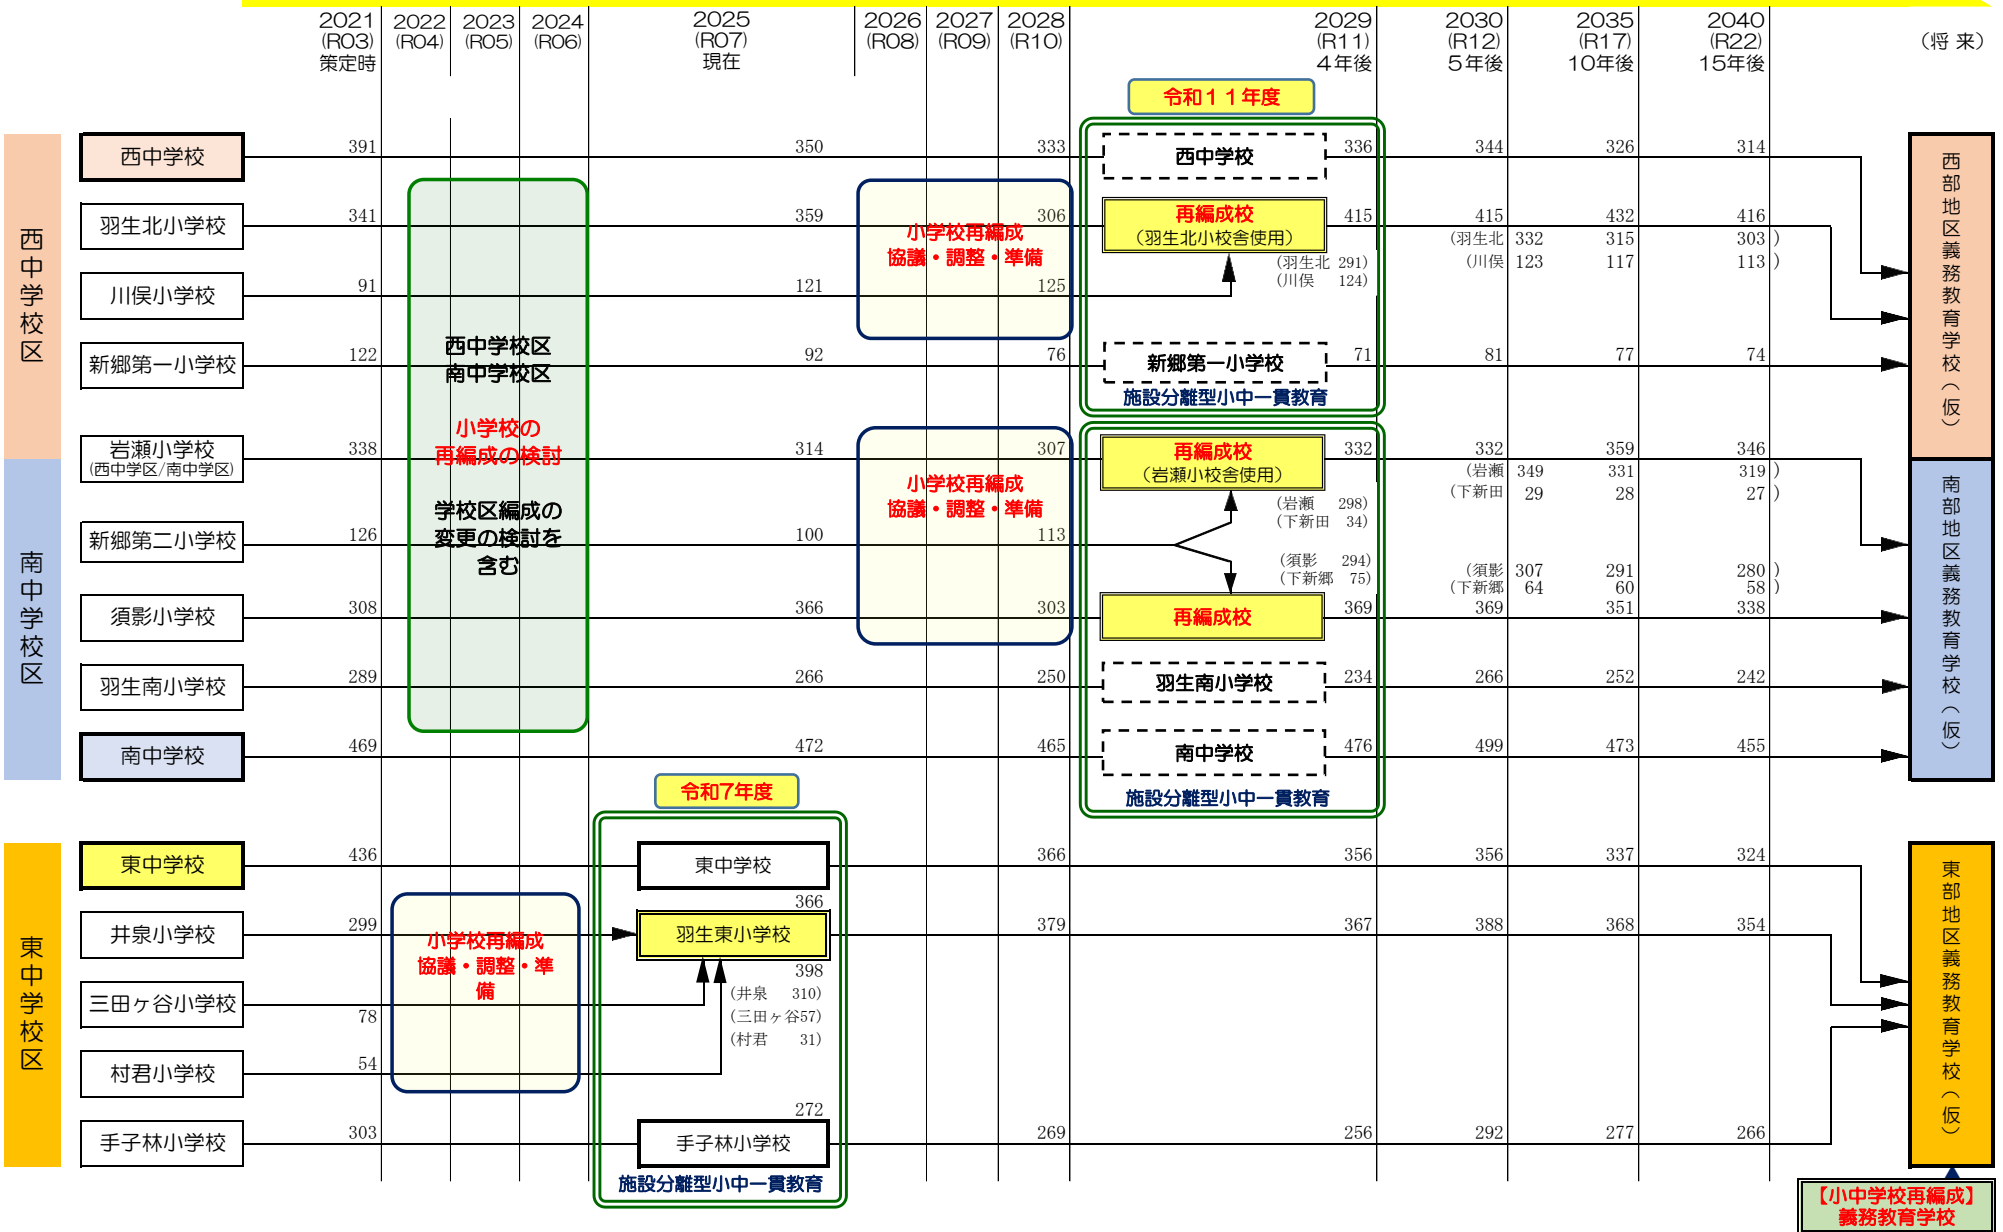 2021 2022 2023 2024 2025 2026 2027 2028 2029 2030 2035 2040
(R03) (R04) (R05) (R06) (R07) (R08) (R09) (R10) (R11) (R12) (R17) (R22) （将 来）
策定時 現在 4年後 5年後 10年後 15年後
令和11年度
西中学校区
西中学校 391 350 333 西中学校 336 344 326 314
羽生北小学校 341 359 306 再編成校 415 415 432 416
（羽生北小校舎使用） (羽生北 332 315 303 )
小学校再編成
協議・調整・準備
(羽生北 291)
(川俣 123 117 113 )
(川俣 124)
川俣小学校 91 121 125
新郷第一小学校 122 92 76 新郷第一小学校 71 81 77 74
施設分離型小中一貫教育
西中学校区
南中学校区
小学校の
再編成の検討
学校区編成の
変更の検討を
含む
西部地区義務教育学校（仮）
南中学校区
岩瀬小学校 338 314 307 再編成校 332 332 359 346
(西中学区/南中学区) （岩瀬小校舎使用） (岩瀬 349 331 319 )
小学校再編成
協議・調整・準備
(下新田 29 28 27 )
(岩瀬 298)
(下新田 34)
新郷第二小学校 126 100 113
(須影 294)
(下新郷 75)
(須影 307 291 280 )
(下新郷 64 60 58 )
須影小学校 308 366 303 再編成校 369 369 351 338
羽生南小学校 289 266 250 羽生南小学校 234 266 252 242
南中学校 469 472 465 南中学校 476 499 473 455
施設分離型小中一貫教育
南部地区義務教育学校（仮）
令和7年度
東中学校区
東中学校 436 東中学校 366 356 356 337 324
366
井泉小学校 299 羽生東小学校 379 367 388 368 354
小学校再編成
協議・調整・準
備
398
(井泉 310)
(三田ヶ谷57)
(村君 31)
三田ヶ谷小学校 78
村君小学校 54
272
手子林小学校 303 手子林小学校 269 256 292 277 266
施設分離型小中一貫教育
東部地区義務教育学校（仮）
【小中学校再編成】
義務教育学校